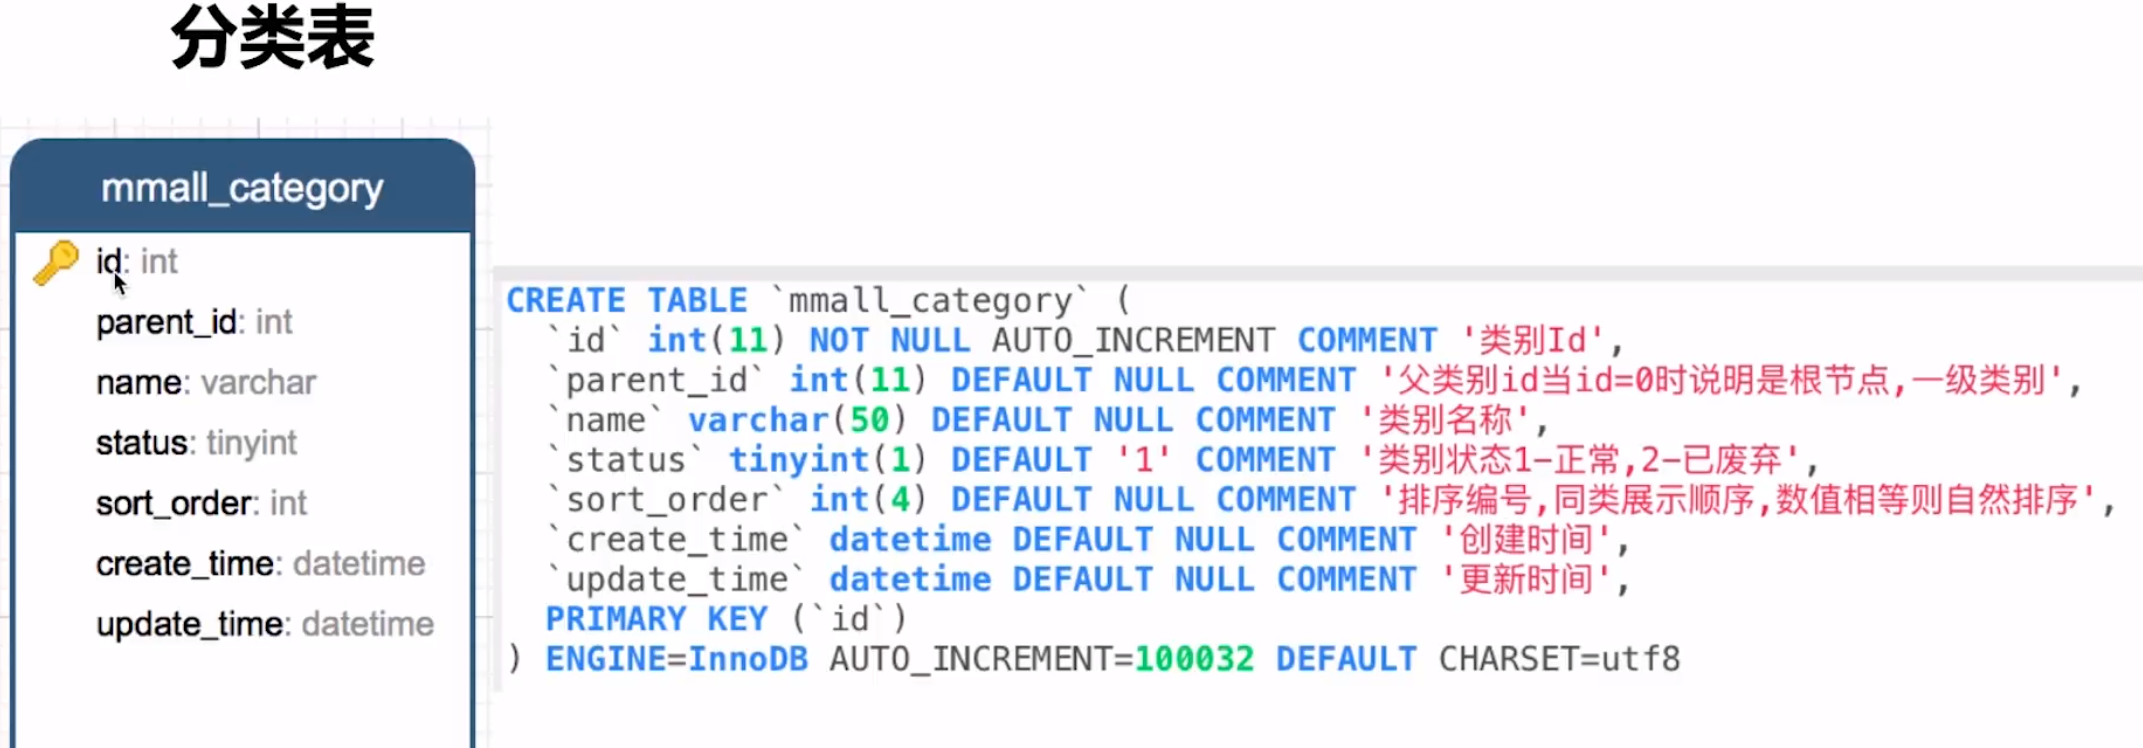 分类表
mmall_category
id: int
parent_id: int
name: varchar
status: tinyint
sort_order: int
create_time: datetime
update_time: datetime
CREATE TABLE `mmall_category` (
`id` int(11) NOT NULL AUTO_INCREMENT COMMENT '类别Id',
`parent_id` int(11) DEFAULT NULL COMMENT '父类别id当id=0时说明是根节点,一级类别',
`name` varchar(50) DEFAULT NULL COMMENT '类别名称',
`status` tinyint(1) DEFAULT '1' COMMENT '类别状态1-正常,2-已废弃',
`sort_order` int(4) DEFAULT NULL COMMENT '排序编号,同类展示顺序,数值相等则自然排序',
`create_time` datetime DEFAULT NULL COMMENT '创建时间',
`update_time` datetime DEFAULT NULL COMMENT '更新时间',
PRIMARY KEY (`id`)
) ENGINE=InnoDB AUTO_INCREMENT=100032 DEFAULT CHARSET=utf8